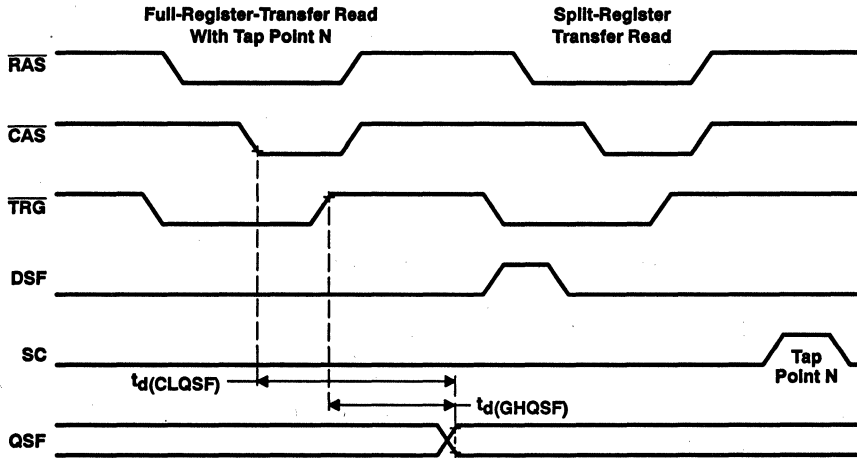 Full-Register-Transfer Read
With Tap Point N
Split-Register
Transfer Read
RAS
CAS
TRG
DSF
SC
Tap
Point N
td(CLQSF)
td(GHQSF)
QSF